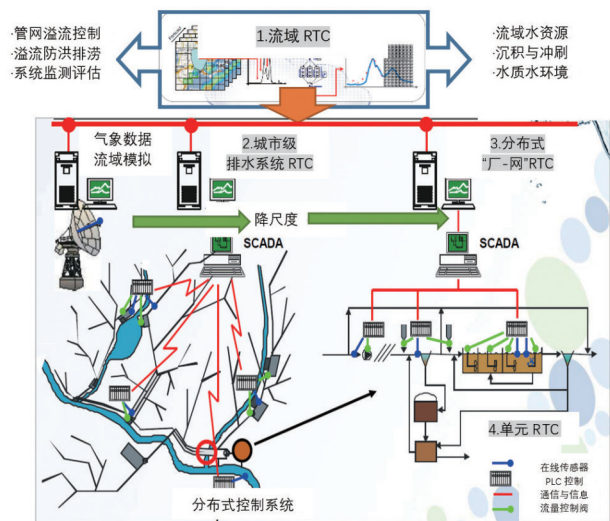 ·管网溢流控制
·溢流防洪排涝
·系统监测评估
1.流域 RTC
·流域水资源
·沉积与冲刷
·水质水环境
气象数据
流域模拟
2.城市级
排水系统 RTC
3.分布式
“厂-网”RTC
降尺度
SCADA
SCADA
4.单元 RTC
在线传感器
PLC 控制
通信与信息
流量控制阀
分布式控制系统